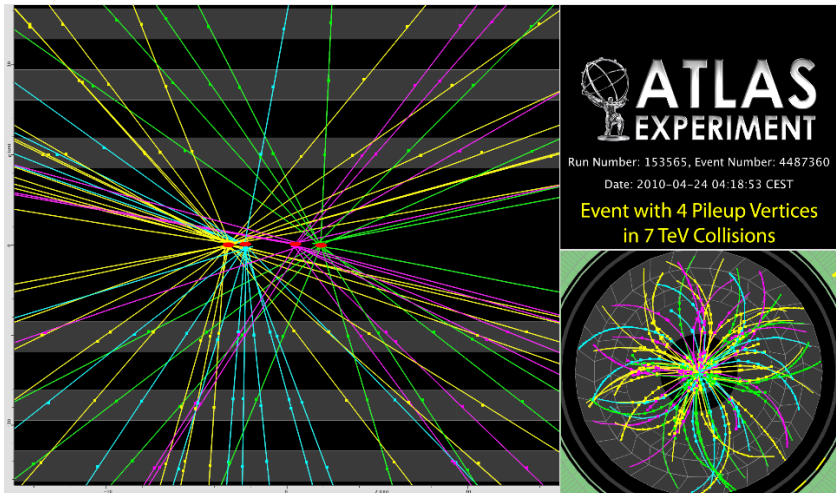 ATLAS
EXPERIMENT
Run Number: 153565, Event Number: 4487360
Date: 2010-04-24 04:18:53 CEST
Event with 4 Pileup Vertices
in 7 TeV Collisions